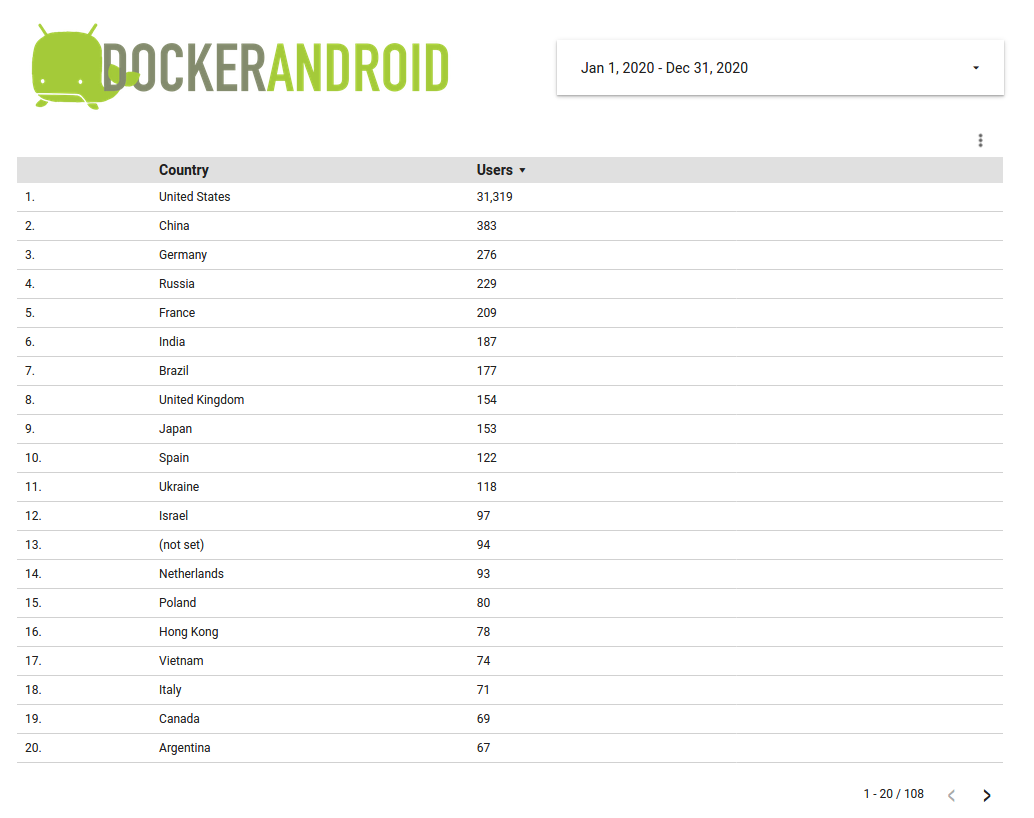 DOCKERANDROID
Jan 1, 2020 - Dec 31, 2020
Country Users
1. United States 31,319
2. China 383
3. Germany 276
4. Russia 229
5. France 209
6. India 187
7. Brazil 177
8. United Kingdom 154
9. Japan 153
10. Spain 122
11. Ukraine 118
12. Israel 97
13. (not set) 94
14. Netherlands 93
15. Poland 80
16. Hong Kong 78
17. Vietnam 74
18. Italy 71
19. Canada 69
20. Argentina 67
1 - 20 / 108